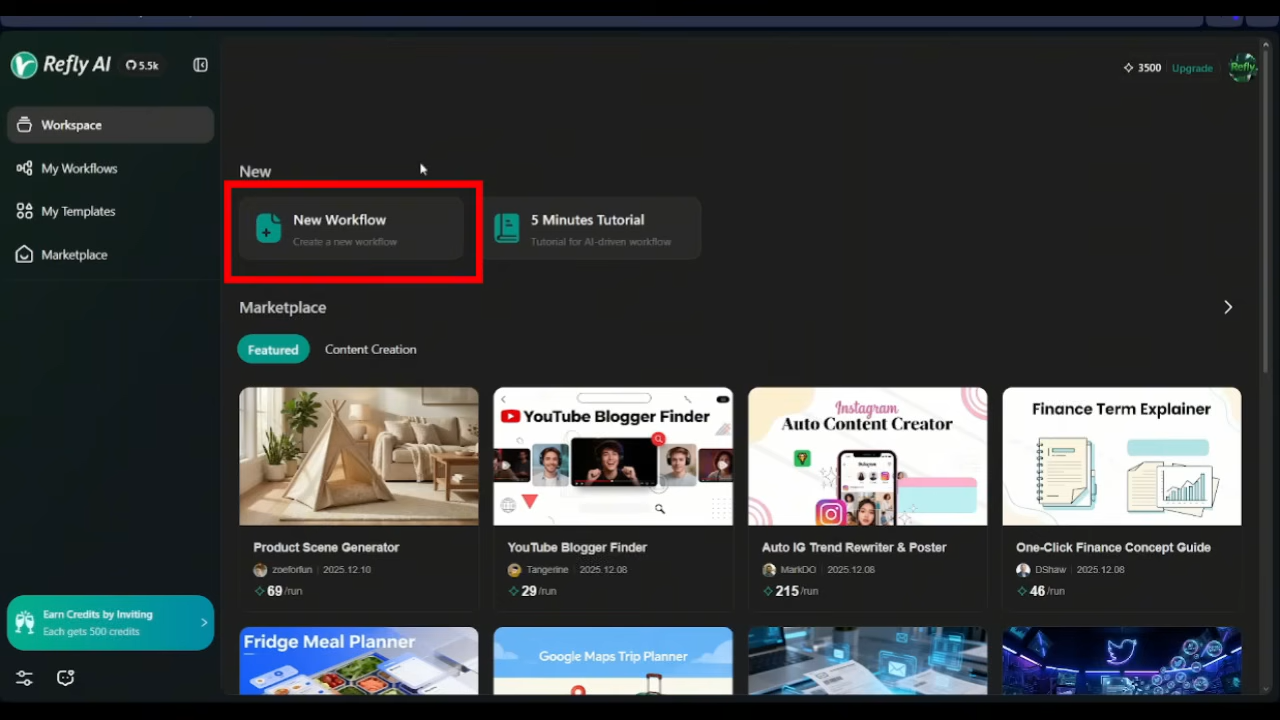 Refly AI
5.5k
3500
Upgrade
Refly.
Workspace
My Workflows
My Templates
Marketplace
New
New Workflow
Create a new workflow
5 Minutes Tutorial
Tutorial for AI-driven workflow
Marketplace
Featured
Content Creation
YouTube Blogger Finder
Instagram
Auto Content Creator
Finance Term Explainer
Product Scene Generator
zoeforfun
2025.12.10
69 /run
YouTube Blogger Finder
Tangerine
2025.12.08
29 /run
Auto IG Trend Rewriter & Poster
MarkDO
2025.12.08
215 /run
One-Click Finance Concept Guide
DShaw
2025.12.08
46 /run
Fridge Meal Planner
Google Maps Trip Planner
Earn Credits by Inviting
Each gets 500 credits